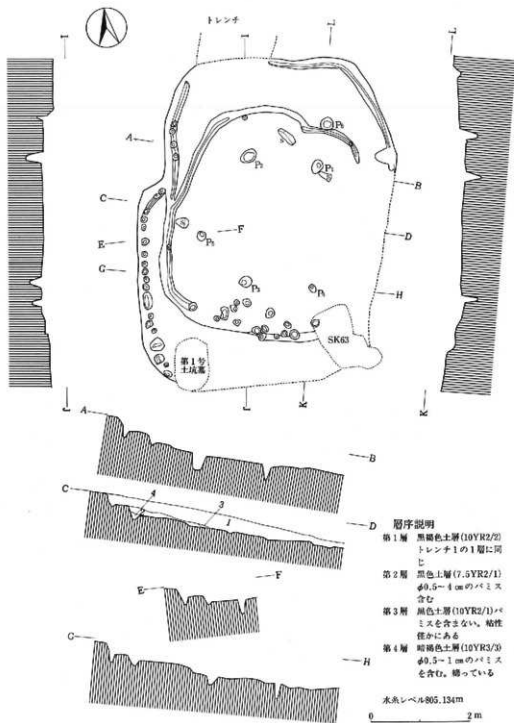 トレンチ
I
I
L
L
A
P6
P2
P1
B
C
D
E
F
P3
G
H
P5
SK63
第1号
土坑墓
J
J
K
K
A
B
C
4
3
2
1
D
E
F
G
H
層序説明
第1層 黒褐色土層(10YR2/2)
トレンチ1の1層に同
じ
第2層 黒色土層(7.5YR2/1)
φ0.5~4cmのパミス
含む
第3層 黒色土層(10YR2/1)パ
ミスを含まない。粘性
僅かにある
第4層 暗褐色土層(10YR3/3)
φ0.5~1cmのパミス
を含む。締っている
水糸レベル805.134m
0 2m